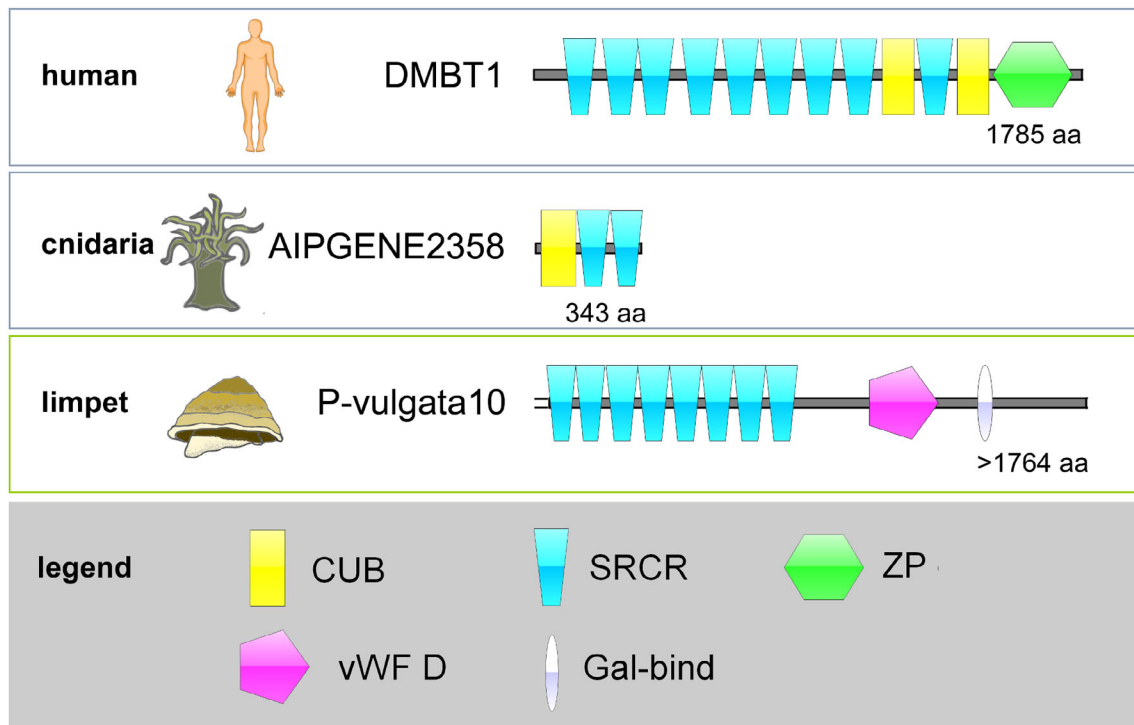 human
DMBT1
1785 aa
cnidaria
AIPGENE2358
343 aa
limpet
P-vulgata10
>1764 aa
legend
CUB
SRCR
ZP
vWF D
Gal-bind